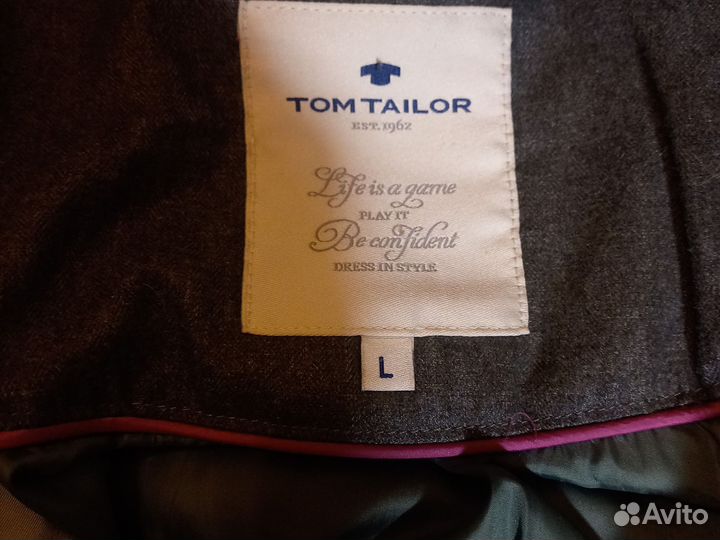 TOM TAILOR
EST. 1962
Life is a game
PLAY IT
Be confident
DRESS IN STYLE
L
Avito